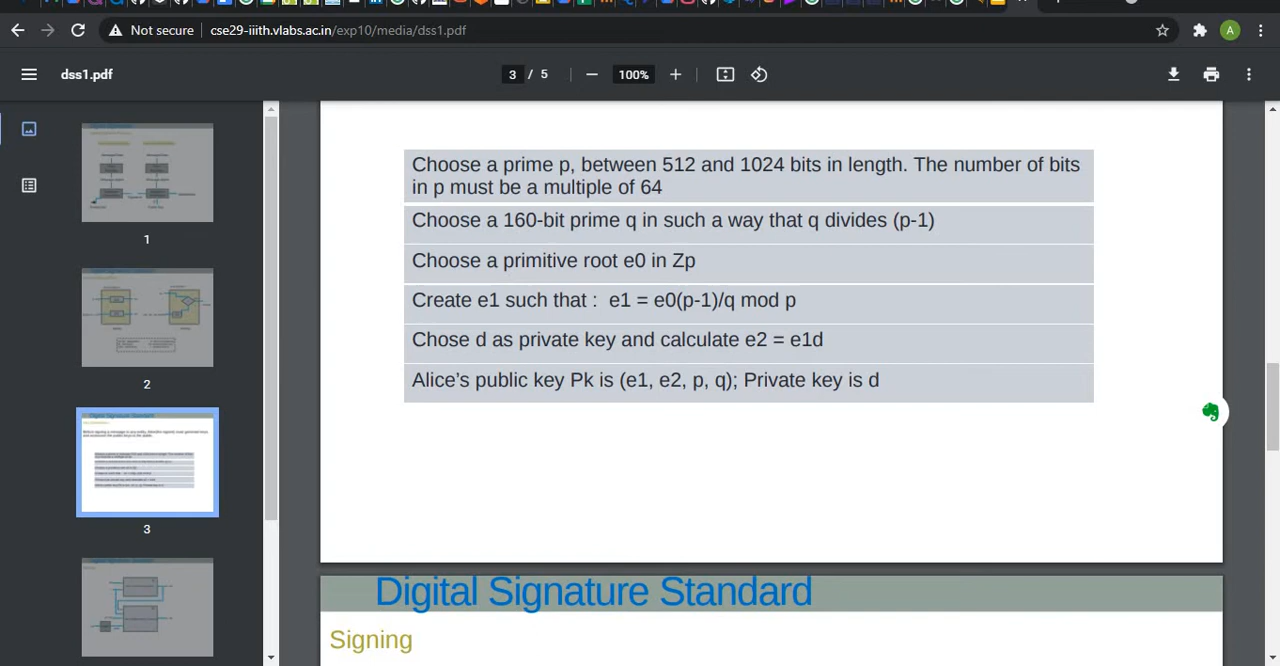 Not secure
cse29-iiith.vlabs.ac.in/exp10/media/dss1.pdf
A
dss1.pdf
3 / 5
100%
1
2
3
Digital Signature Standard
Choose a prime p, between 512 and 1024 bits in length. The number of bits
in p must be a multiple of 64
Choose a 160-bit prime q in such a way that q divides (p-1)
Choose a primitive root e0 in Zp
Create e1 such that : e1 = e0(p-1)/q mod p
Chose d as private key and calculate e2 = e1d
Alice’s public key Pk is (e1, e2, p, q); Private key is d
Digital Signature Standard
Signing